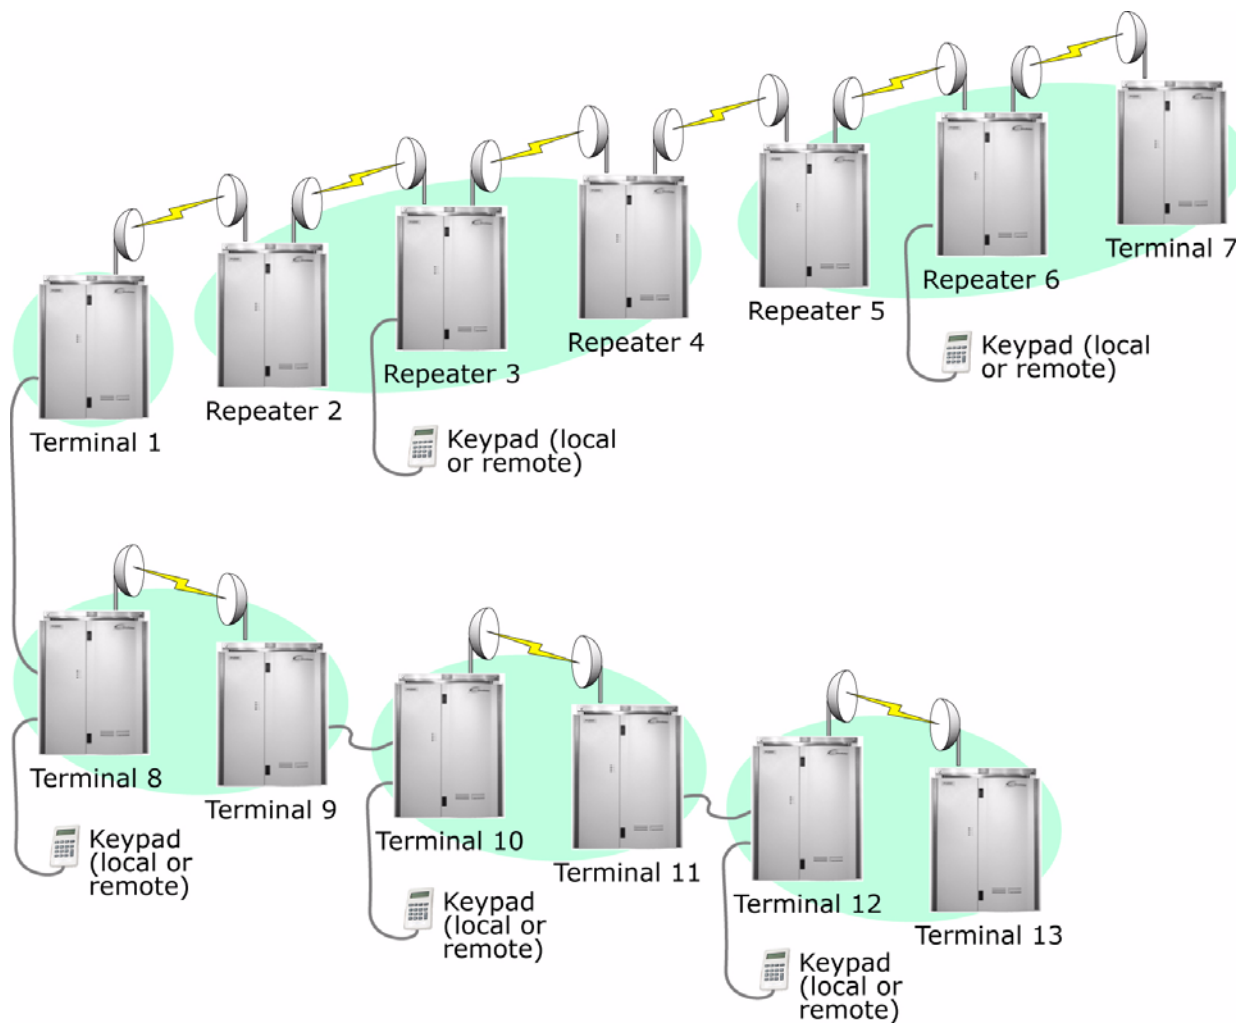 Terminal 7
Repeater 6
Repeater 5
Keypad (local
or remote)
Repeater 4
Repeater 3
Repeater 2
Terminal 1
Keypad (local
or remote)
Terminal 8
Terminal 9
Terminal 10
Terminal 11
Keypad
(local or
remote)
Keypad
(local or
remote)
Terminal 12
Terminal 13
Keypad
(local or
remote)